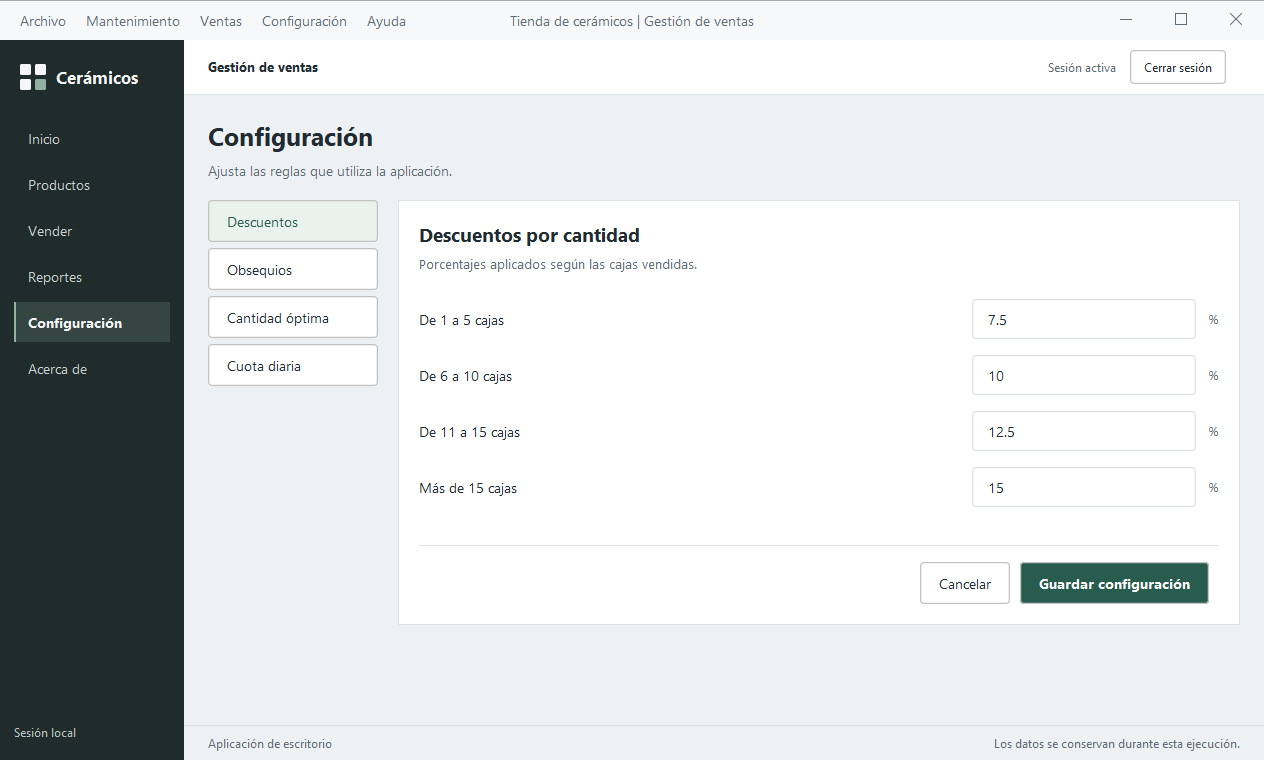 Archivo Mantenimiento Ventas Configuración Ayuda Tienda de cerámicos | Gestión de ventas
Cerámicos
Inicio
Productos
Vender
Reportes
Configuración
Acerca de
Sesión local
Gestión de ventas Sesión activa Cerrar sesión
Configuración
Ajusta las reglas que utiliza la aplicación.
Descuentos
Obsequios
Cantidad óptima
Cuota diaria
Descuentos por cantidad
Porcentajes aplicados según las cajas vendidas.
De 1 a 5 cajas 7.5 %
De 6 a 10 cajas 10 %
De 11 a 15 cajas 12.5 %
Más de 15 cajas 15 %
Cancelar Guardar configuración
Aplicación de escritorio Los datos se conservan durante esta ejecución.